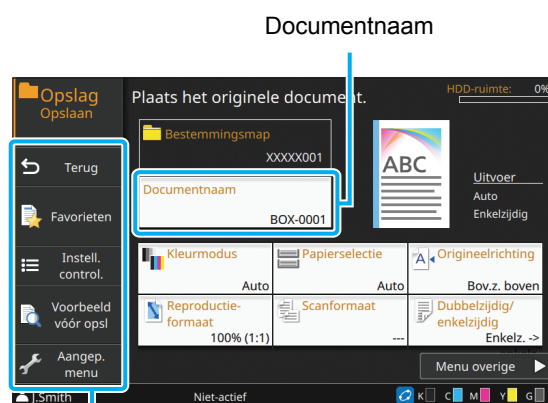 Documentnaam
Opslag
Opslaan
Plaats het originele document.
HDD-ruimte: 0%
Bestemmingsmap
XXXXX001
Documentnaam
BOX-0001
ABC
Uitvoer
Auto
Enkelzijdig
Terug
Favorieten
Instell.
control.
Voorbeeld
vóór opsl
Aangep.
menu
Kleurmodus
Auto
Papierselectie
Auto
Origineelrichting
A
Bov.z. boven
Reproductie-
formaat
100% (1:1)
Scanformaat
---
Dubbelzijdig/
enkelzijdig
Enkelz. ->
Menu overige
J.Smith
Niet-actief
K C M Y G